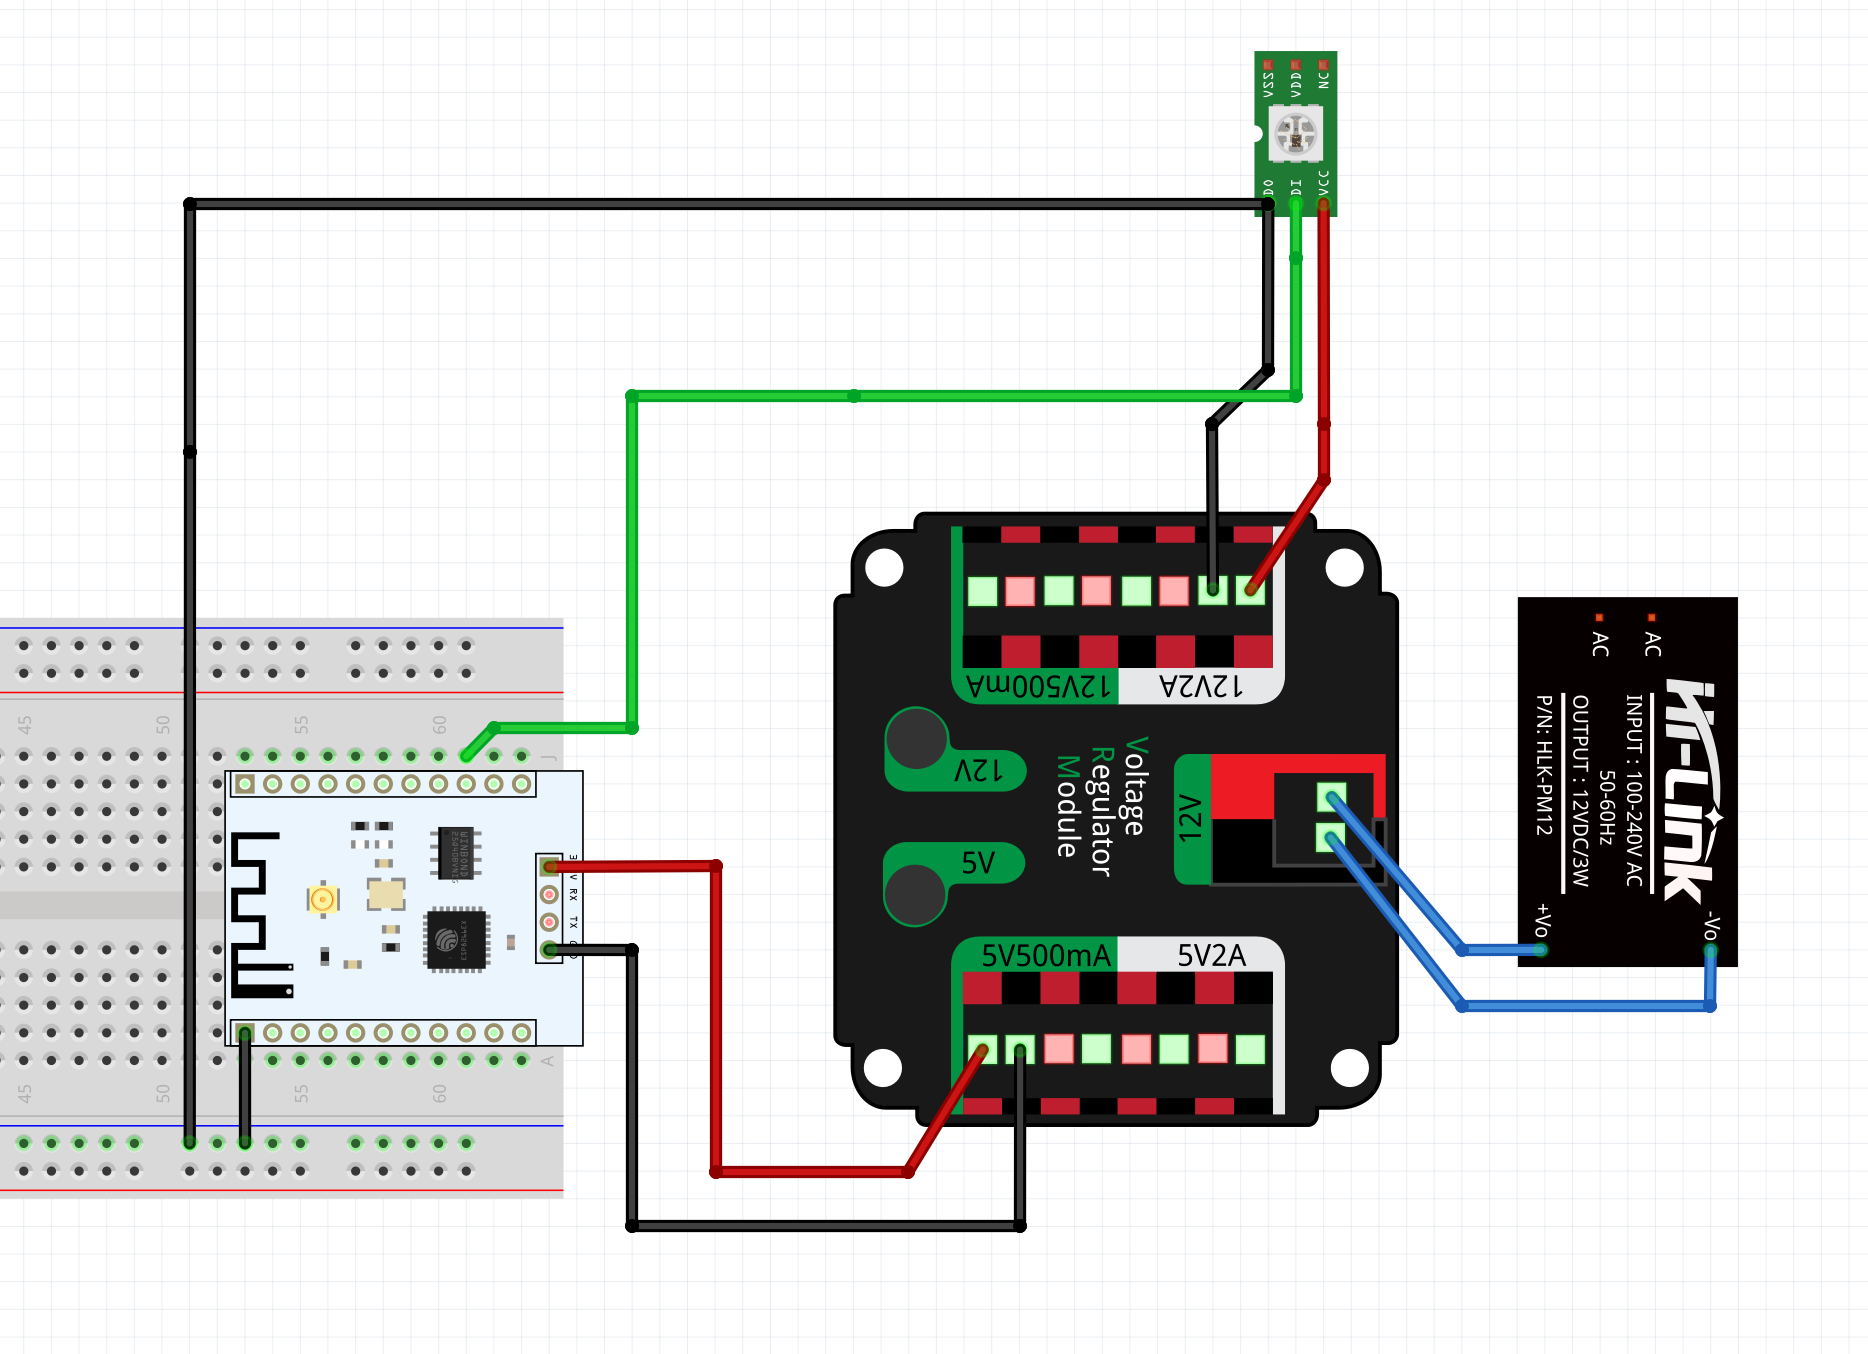 VSS VDD NC
DO DI VCC
45 50 55 60
J
WINBOND
3V RX TX
ESP8266EX
A
45 50 55 60
12V500mA
12V2A
12V
Voltage
Regulator
Module
12V
5V
5V500mA
5V2A
AC
AC
Hi-Link
INPUT : 100-240V AC
50-60Hz
OUTPUT : 12VDC/3W
P/N: HLK-PM12
+Vo
-Vo